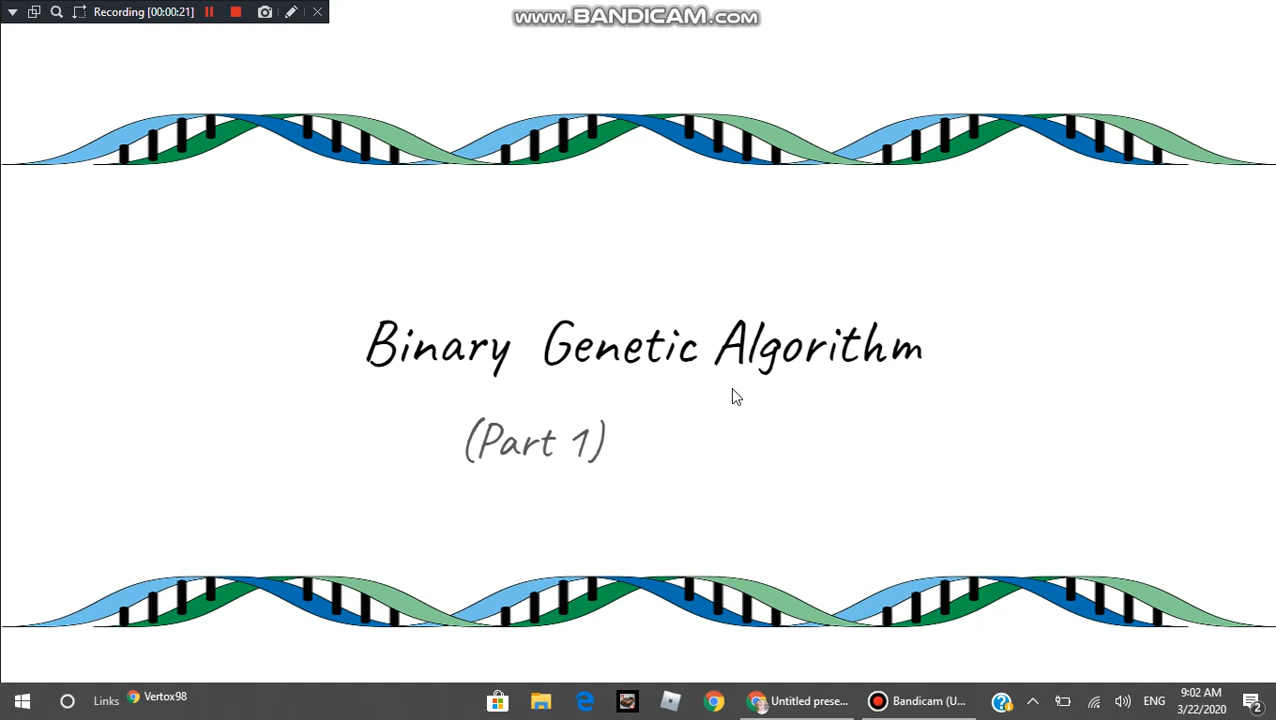 Recording [00:00:21]
www.BANDICAM.com
Binary Genetic Algorithm
(Part 1)
Links
Vertox98
Untitled prese...
Bandicam (U...
ENG
9:02 AM
3/22/2020
2